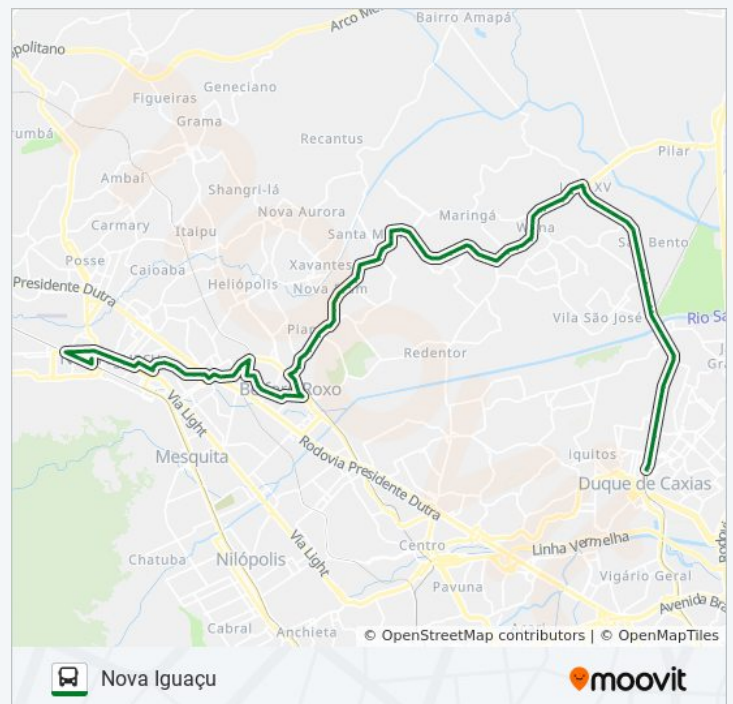 Bairro Amapá
Arco Me
opolitano
Geneciano
Figueiras
Grama
rumbá
Recantus
Pilar
Ambaí
Shangri-lá
Nova Aurora
Maringá
Carmary
Itaipu
Santa M
São Bento
Posse
Caioaba
Xavantes
Heliópolis
Nova
Presidente Dutra
Vila São José
Rio Sa
Redentor
Belford Roxo
Via Light
Mesquita
Iquitos
Rodovia Presidente Dutra
Duque de Caxias
Centro
Linha Vermelha
Chatuba
Nilópolis
Via Light
Pavuna
Vigário Geral
Avenida Bra
Cabral
Anchieta
© OpenStreetMap contributors | © OpenMapTiles
Nova Iguaçu
moovit